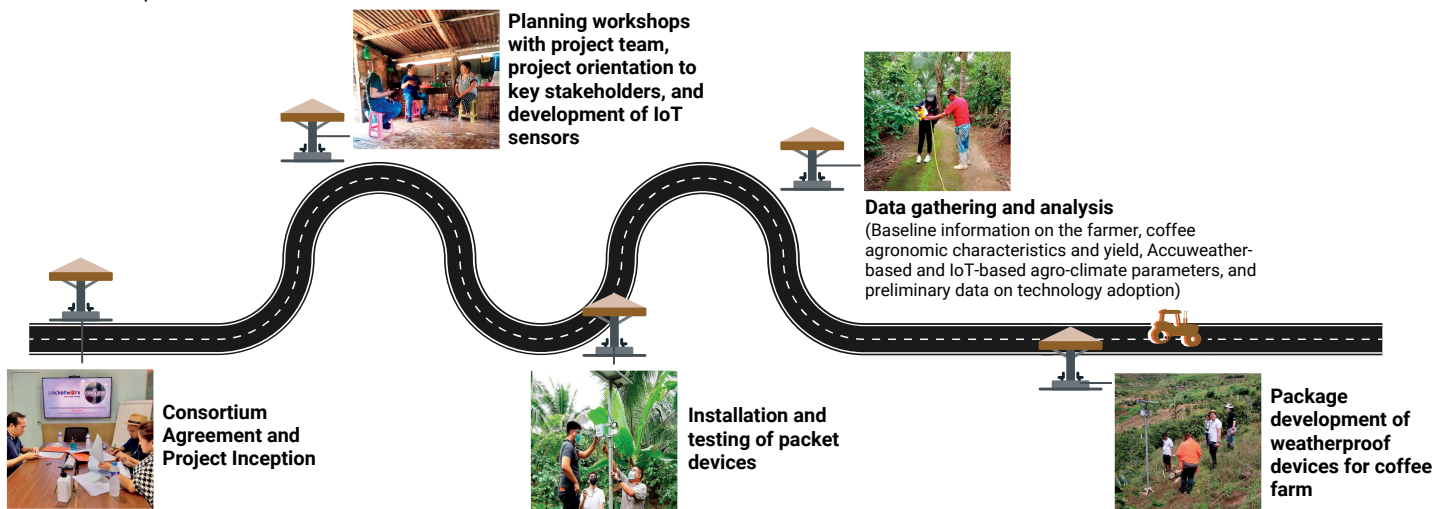 Planning workshops
with project team,
project orientation to
key stakeholders, and
development of IoT
sensors
Data gathering and analysis
(Baseline information on the farmer, coffee
agronomic characteristics and yield, Accuweather-
based and IoT-based agro-climate parameters, and
preliminary data on technology adoption)
packetworx
Consortium
Agreement and
Project Inception
Installation and
testing of packet
devices
Package
development of
weatherproof
devices for coffee
farm